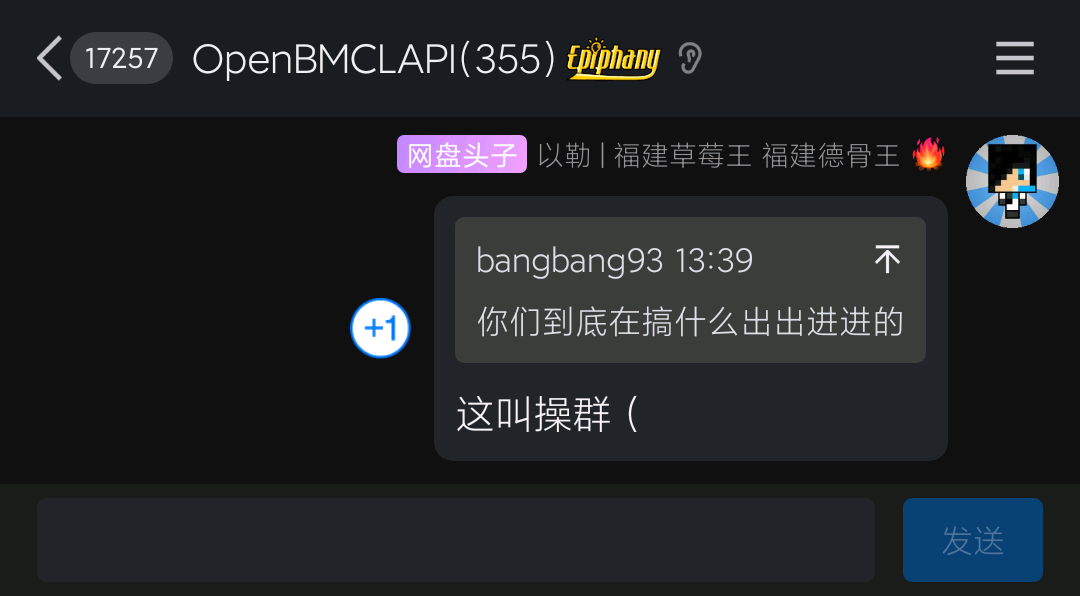 17257 OpenBMCLAPI(355) Epiphany
网盘头子 以勒 | 福建草莓王 福建德骨王
bangbang93 13:39
你们到底在搞什么出出进进的
+1
这叫操群（
发送